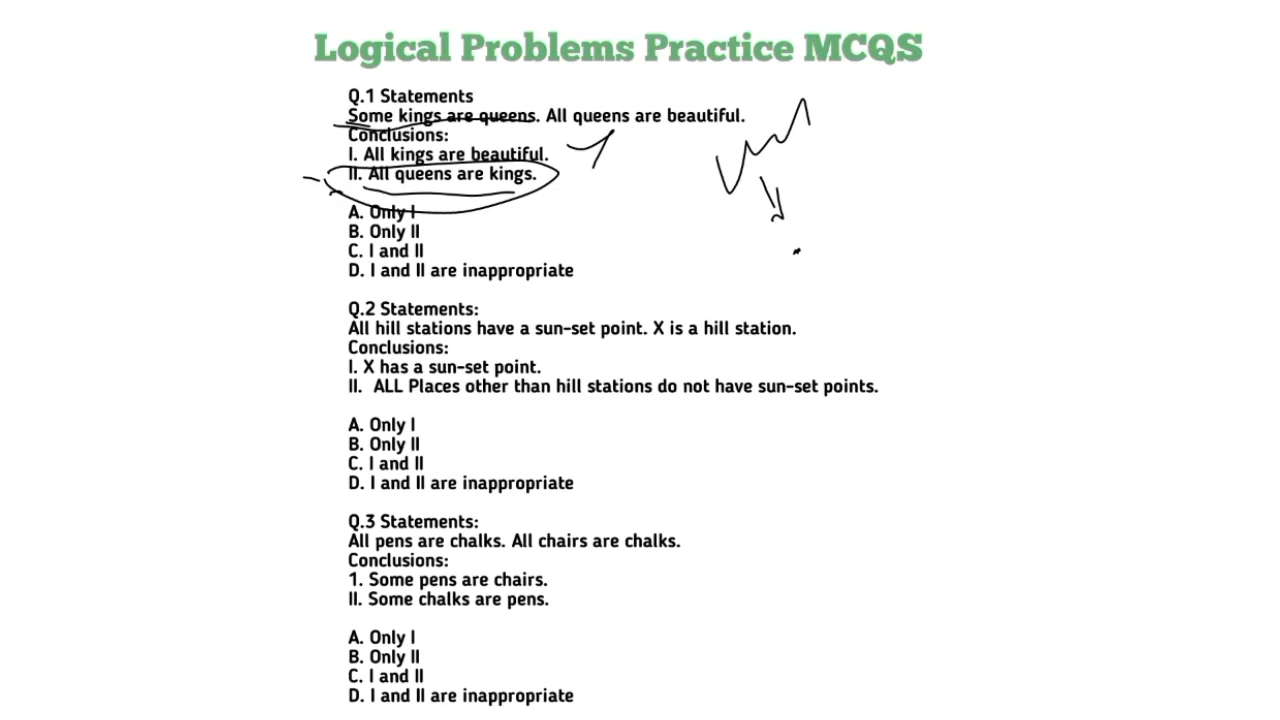 Logical Problems Practice MCQS
Q.1 Statements
Some kings are queens. All queens are beautiful.
Conclusions:
I. All kings are beautiful.
II. All queens are kings.
A. Only I
B. Only II
C. I and II
D. I and II are inappropriate
Q.2 Statements:
All hill stations have a sun-set point. X is a hill station.
Conclusions:
I. X has a sun-set point.
II. ALL Places other than hill stations do not have sun-set points.
A. Only I
B. Only II
C. I and II
D. I and II are inappropriate
Q.3 Statements:
All pens are chalks. All chairs are chalks.
Conclusions:
1. Some pens are chairs.
II. Some chalks are pens.
A. Only I
B. Only II
C. I and II
D. I and II are inappropriate